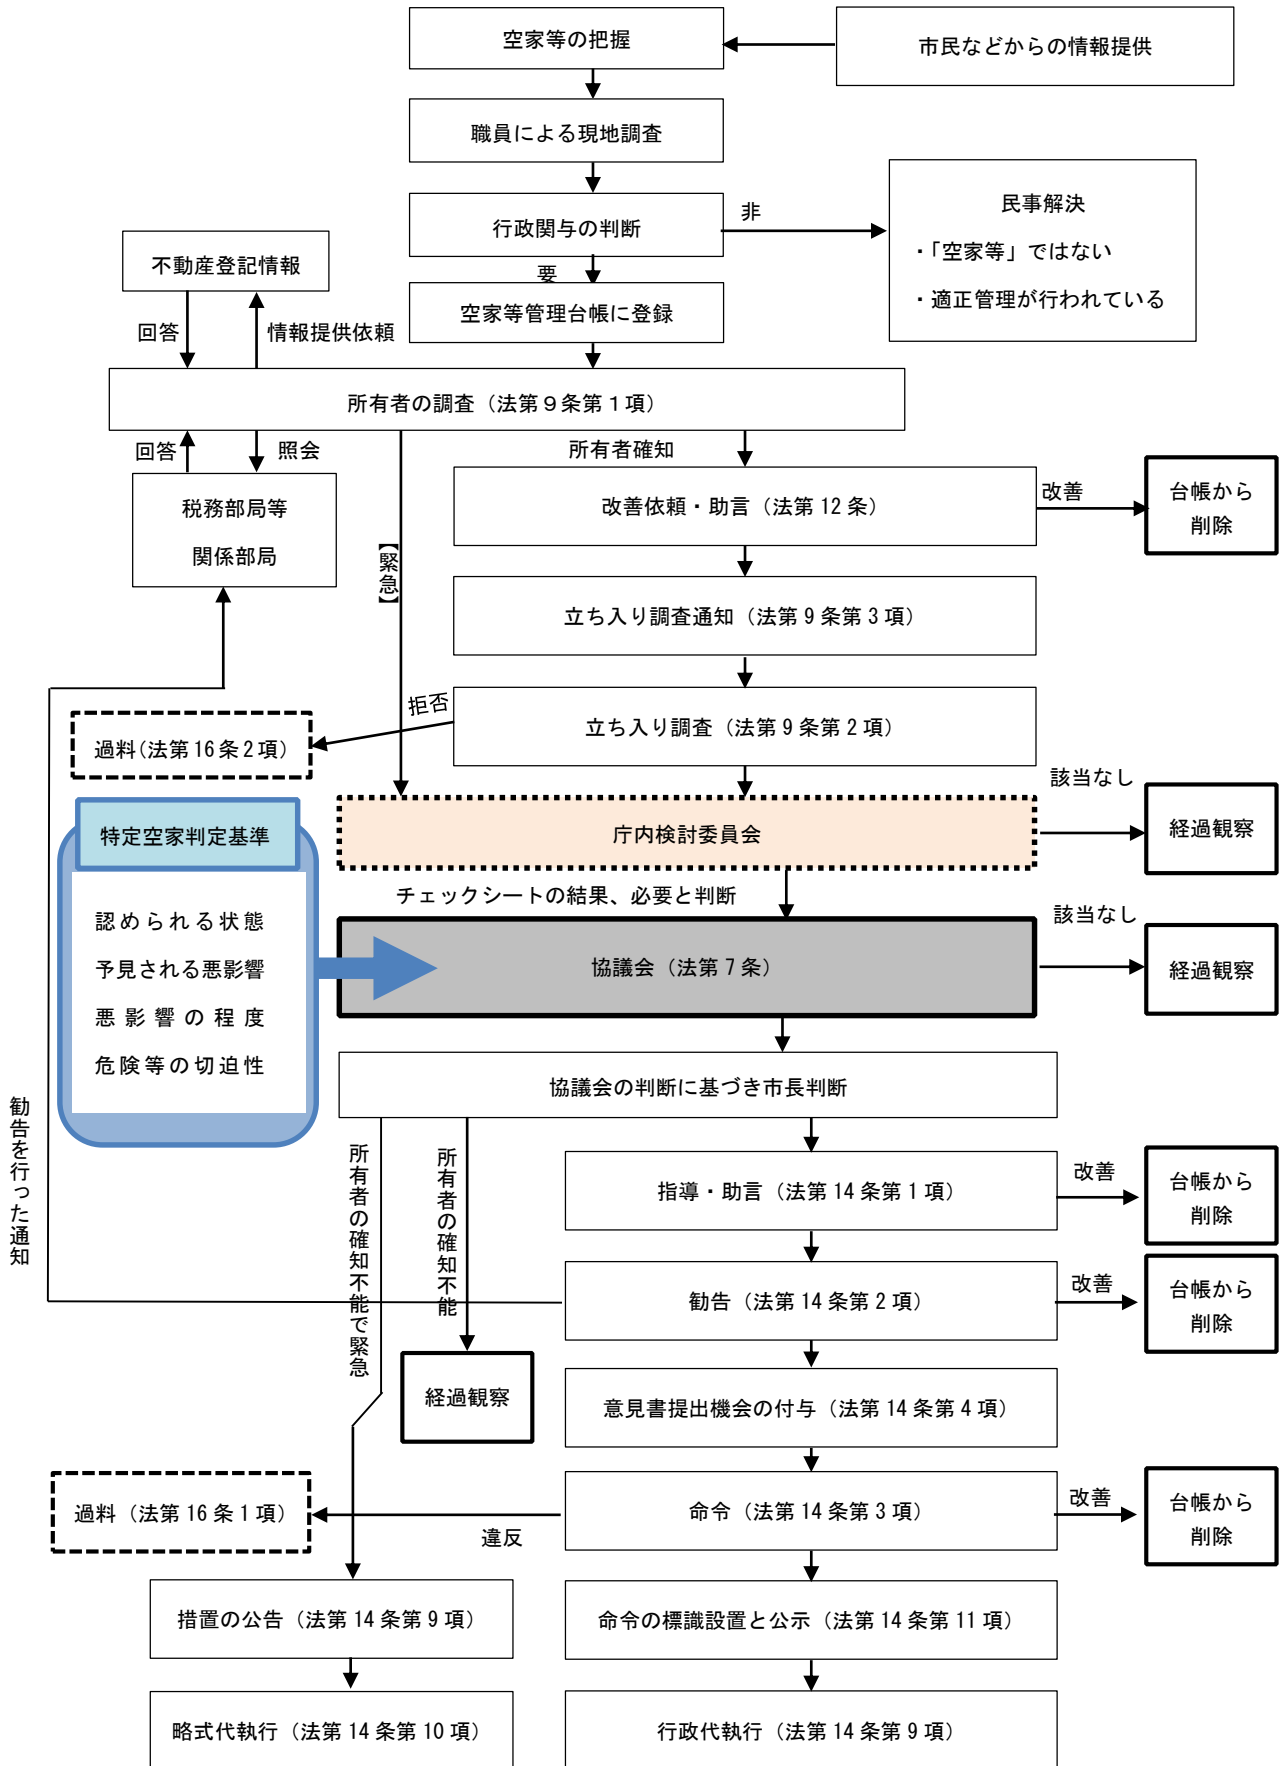 空家等の把握
市民などからの情報提供
職員による現地調査
行政関与の判断
非
民事解決
・「空家等」ではない
・適正管理が行われている
要
不動産登記情報
空家等管理台帳に登録
回答
情報提供依頼
所有者の調査（法第９条第１項）
回答
照会
所有者確知
税務部局等
関係部局
【緊急】
改善依頼・助言（法第 12 条）
改善
台帳から
削除
立ち入り調査通知（法第 9 条第 3 項）
拒否
立ち入り調査（法第 9 条第 2 項）
過料(法第 16 条 2 項)
該当なし
特定空家判定基準
庁内検討委員会
経過観察
チェックシートの結果、必要と判断
該当なし
認められる状態
予見される悪影響
悪影響の程度
危険等の切迫性
協議会（法第 7 条）
経過観察
協議会の判断に基づき市長判断
勧告を行った通知
所有者の確知不能で緊急
所有者の確知不能
指導・助言（法第 14 条第 1 項）
改善
台帳から
削除
勧告（法第 14 条第 2 項）
改善
台帳から
削除
経過観察
意見書提出機会の付与（法第 14 条第 4 項）
過料（法第 16 条 1 項）
違反
命令（法第 14 条第 3 項）
改善
台帳から
削除
措置の公告（法第 14 条第 9 項）
命令の標識設置と公示（法第 14 条第 11 項）
略式代執行（法第 14 条第 10 項）
行政代執行（法第 14 条第 9 項）